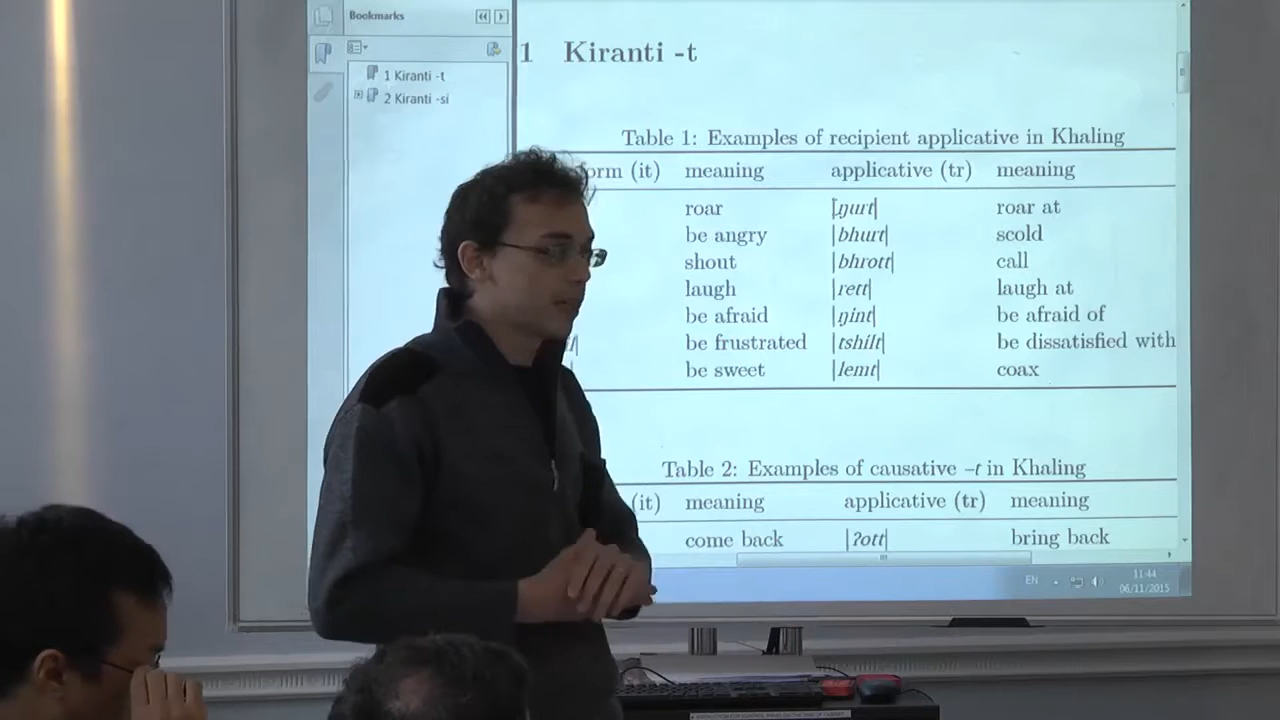 Bookmarks
1 Kiranti -t
2 Kiranti -si
1 Kiranti -t
Table 1: Examples of recipient applicative in Khaling
orm (it) meaning applicative (tr) meaning
roar |ŋurt| roar at
be angry |bhurt| scold
shout |bhrott| call
laugh |rett| laugh at
be afraid |ŋint| be afraid of
be frustrated |tshilt| be dissatisfied with
be sweet |lemt| coax
Table 2: Examples of causative –t in Khaling
(it) meaning applicative (tr) meaning
come back |ʔott| bring back
EN 11:44
06/11/2015